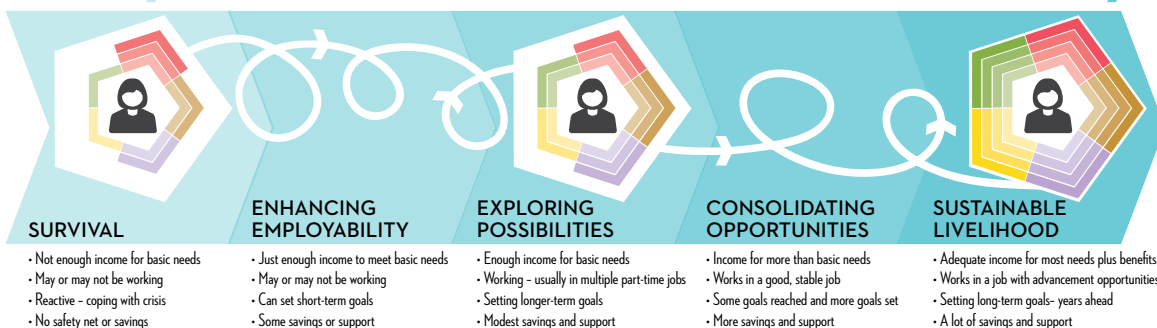 SURVIVAL
• Not enough income for basic needs
• May or may not be working
• Reactive – coping with crisis
• No safety net or savings
ENHANCING
EMPLOYABILITY
• Just enough income to meet basic needs
• May or may not be working
• Can set short-term goals
• Some savings or support
EXPLORING
POSSIBILITIES
• Enough income for basic needs
• Working – usually in multiple part-time jobs
• Setting longer-term goals
• Modest savings and support
CONSOLIDATING
OPPORTUNITIES
• Income for more than basic needs
• Works in a good, stable job
• Some goals reached and more goals set
• More savings and support
SUSTAINABLE
LIVELIHOOD
• Adequate income for most needs plus benefits
• Works in a job with advancement opportunities
• Setting long-term goals– years ahead
• A lot of savings and support